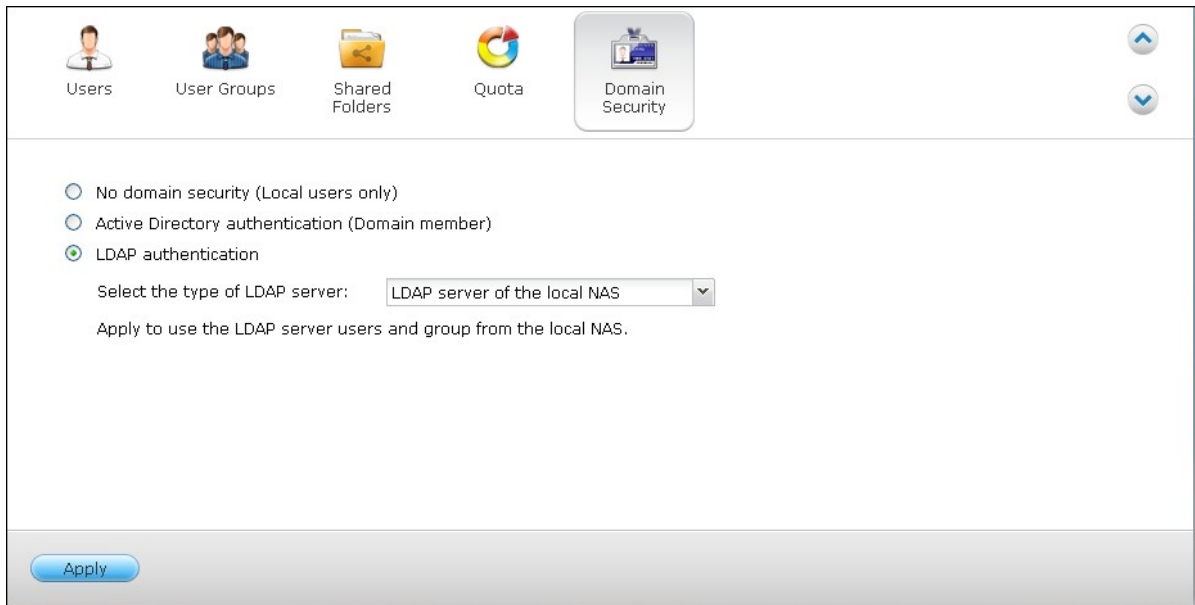 Users
User Groups
Shared
Folders
Quota
Domain
Security
No domain security (Local users only)
Active Directory authentication (Domain member)
LDAP authentication
Select the type of LDAP server: LDAP server of the local NAS
Apply to use the LDAP server users and group from the local NAS.
Apply